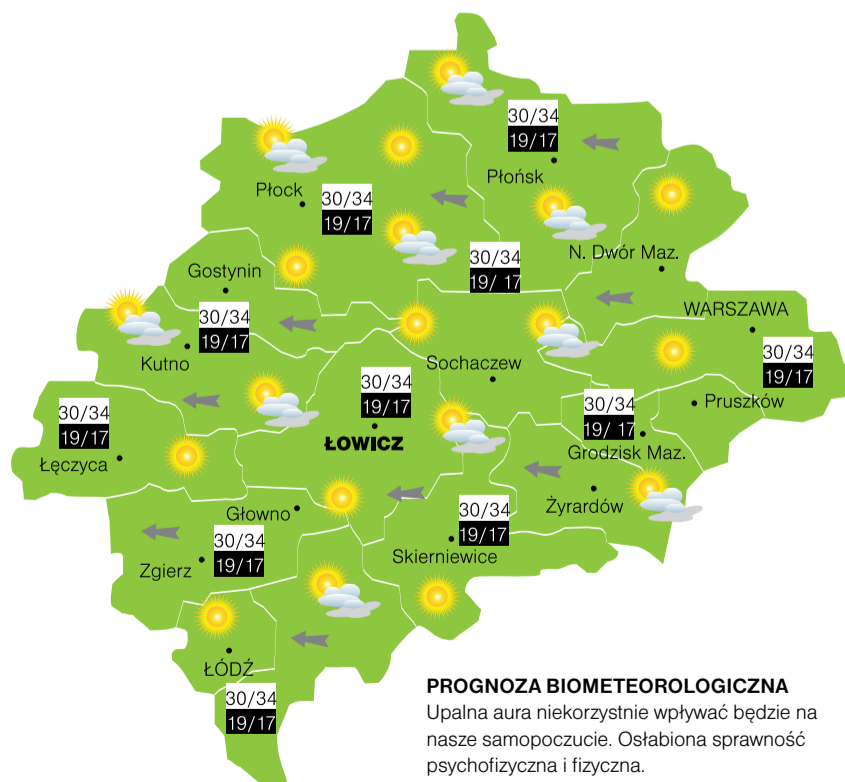 30/34
19/17
Płońsk
Płock
30/34
19/17
N. Dwór Maz.
30/34
19/ 17
Gostynin
30/34
19/17
Kutno
WARSZAWA
30/34
19/17
Sochaczew
30/34
19/17
ŁOWICZ
Pruszków
30/34
19/ 17
Grodzisk Maz.
30/34
19/17
Łęczyca
Żyrardów
Głowno
30/34
19/17
Skierniewice
30/34
19/17
Zgierz
ŁÓDŹ
30/34
19/17
PROGNOZA BIOMETEOROLOGICZNA
Upalna aura niekorzystnie wpływać będzie na
nasze samopoczucie. Osłabiona sprawność
psychofizyczna i fizyczna.